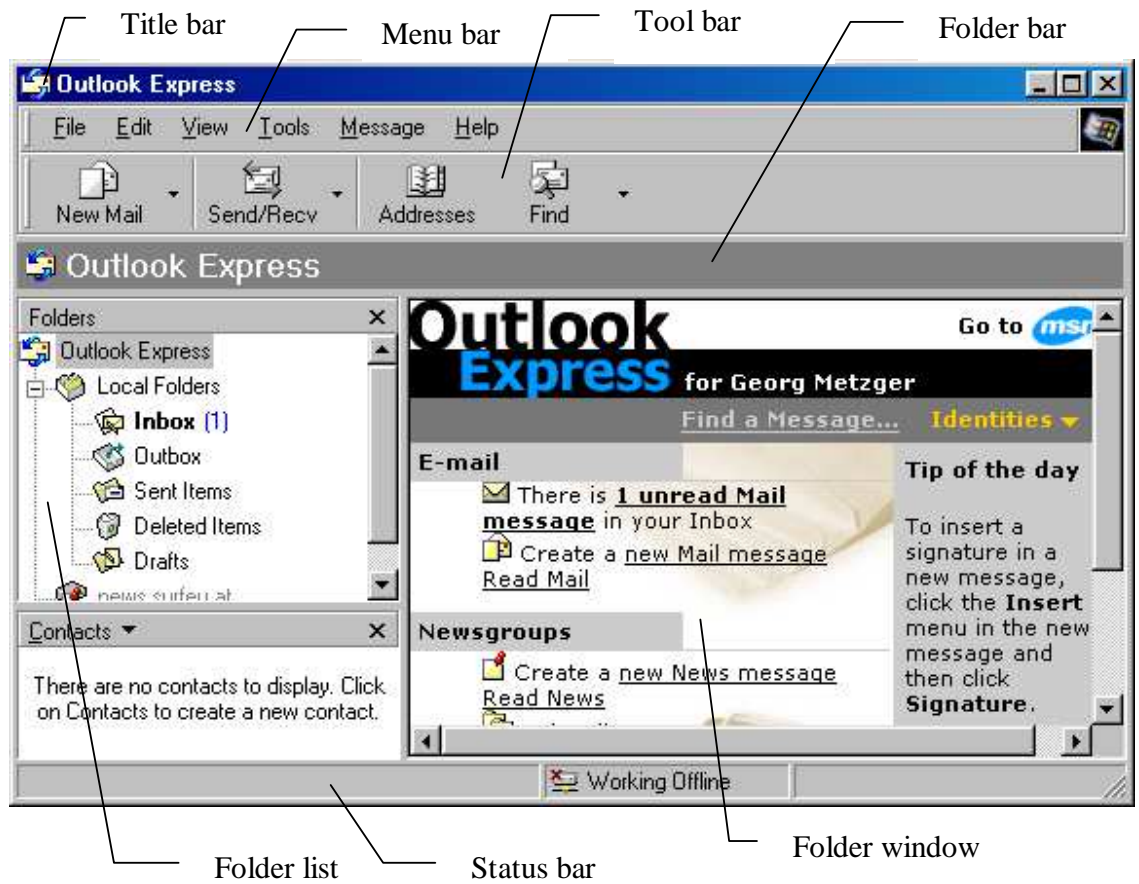 Title bar
Menu bar
Tool bar
Folder bar
Outlook Express
File Edit View Tools Message Help
New Mail Send/Recv Addresses Find
Outlook Express
Folders
Outlook Express
Local Folders
Inbox (1)
Outbox
Sent Items
Deleted Items
Drafts
Contacts
There are no contacts to display. Click
on Contacts to create a new contact.
Outlook
Express for Georg Metzger
Go to msn
Find a Message... Identities
E-mail
There is 1 unread Mail
message in your Inbox
Create a new Mail message
Read Mail
Newsgroups
Create a new News message
Read News
Tip of the day
To insert a
signature in a
new message,
click the Insert
menu in the new
message and
then click
Signature.
Working Offline
Folder list
Status bar
Folder window